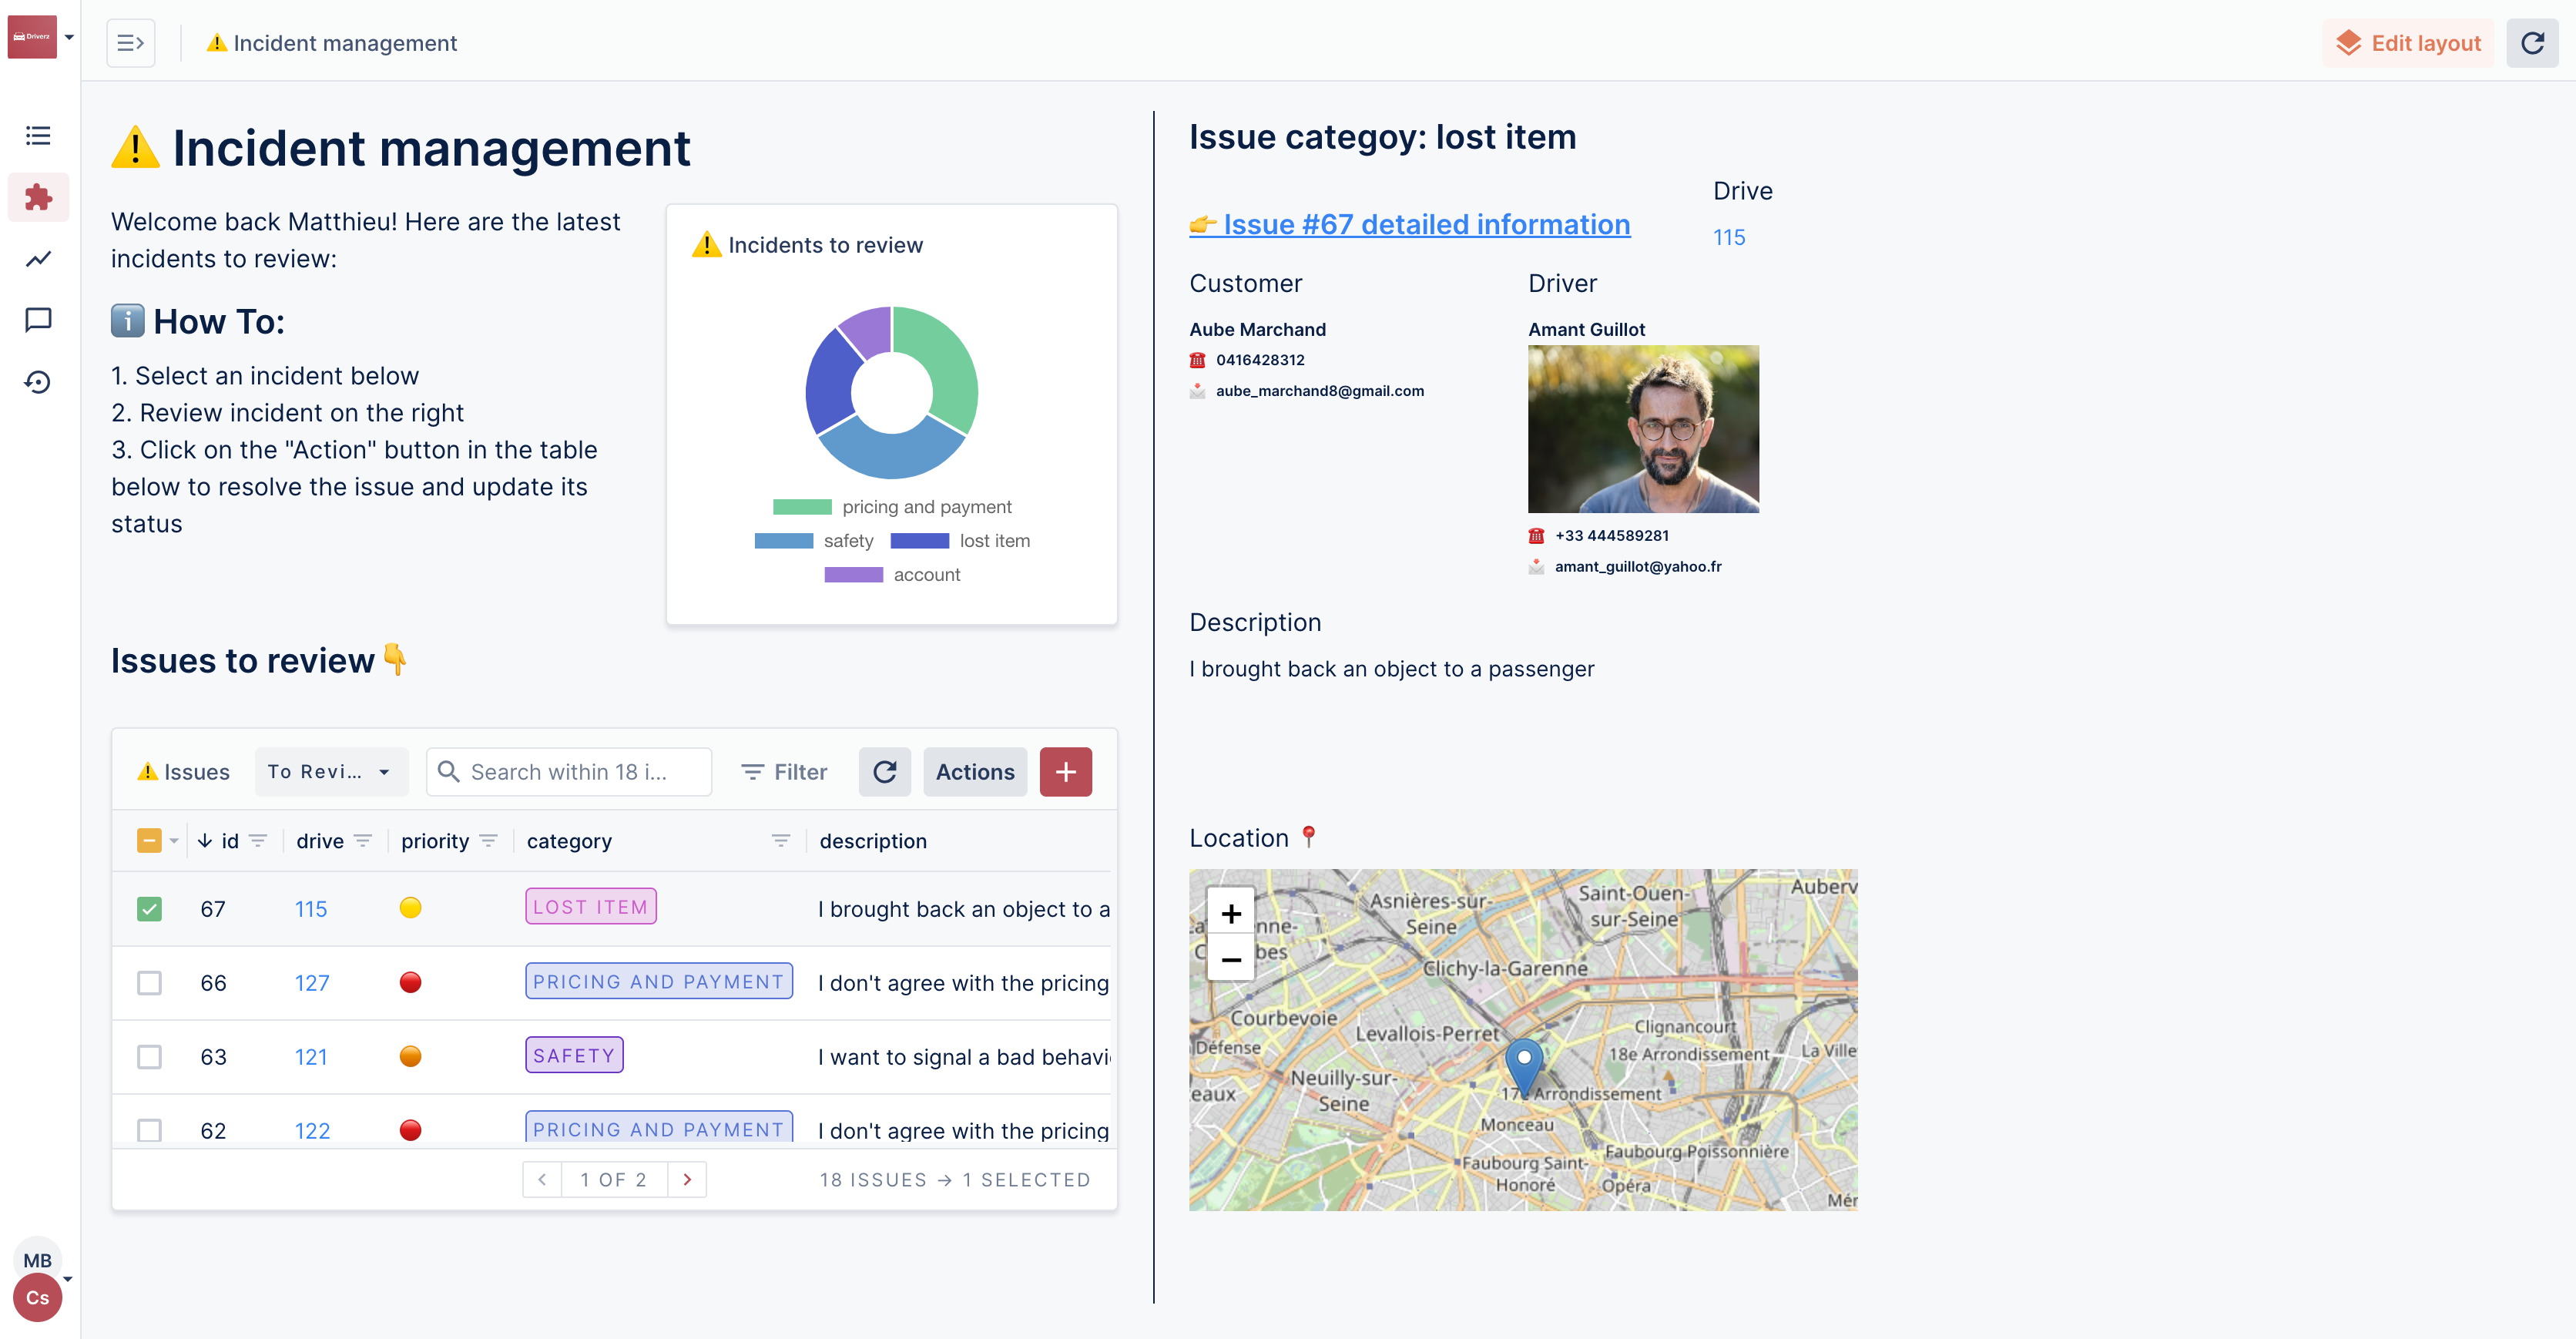 Driverz
⚠️ Incident management
Edit layout
⚠️ Incident management
Welcome back Matthieu! Here are the latest
incidents to review:
ℹ️ How To:
1. Select an incident below
2. Review incident on the right
3. Click on the "Action" button in the table
below to resolve the issue and update its
status
⚠️ Incidents to review
pricing and payment
safety
lost item
account
Issues to review👇
⚠️ Issues
To Revi...
Search within 18 i...
Filter
Actions
id
drive
priority
category
description
67
115
LOST ITEM
I brought back an object to a
66
127
PRICING AND PAYMENT
I don't agree with the pricing
63
121
SAFETY
I want to signal a bad behavi
62
122
PRICING AND PAYMENT
I don't agree with the pricing
1 OF 2
18 ISSUES → 1 SELECTED
MB
Cs
Issue categoy: lost item
👉 Issue #67 detailed information
Drive
115
Customer
Aube Marchand
☎️ 0416428312
📩 aube_marchand8@gmail.com
Driver
Amant Guillot
☎️ +33 444589281
📩 amant_guillot@yahoo.fr
Description
I brought back an object to a passenger
Location 📍
+
−
Asnières-sur-
Seine
Saint-Ouen-
sur-Seine
Auberv
nne-
bes
Clichy-la-Garenne
Courbevoie
Levallois-Perret
Clignancourt
Défense
18e Arrondissement
La Ville
Neuilly-sur-
Seine
17e Arrondissement
eaux
Monceau
Faubourg Saint-
Honoré
Faubourg Poissonnière
Opéra
Mér